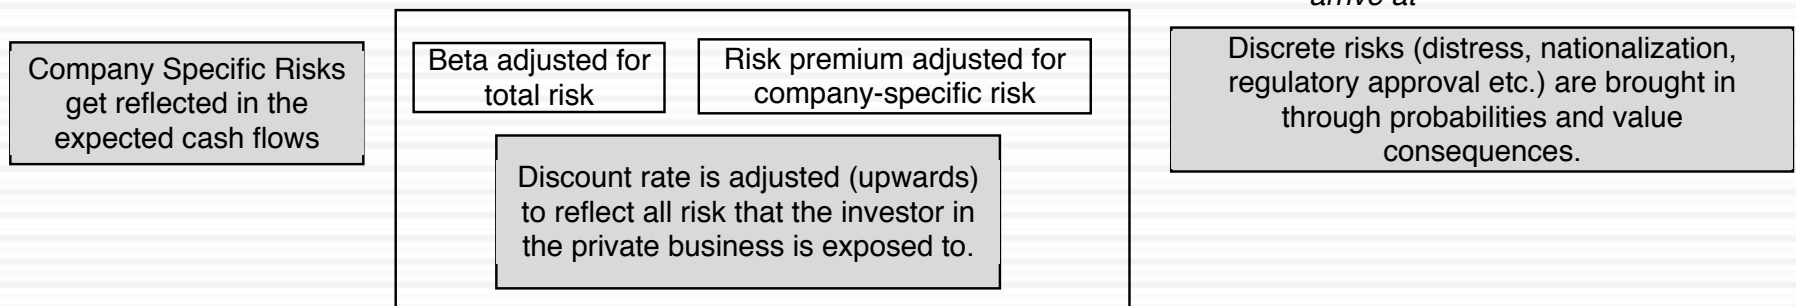 arrive at
Company Specific Risks
get reflected in the
expected cash flows
Beta adjusted for
total risk
Risk premium adjusted for
company-specific risk
Discount rate is adjusted (upwards)
to reflect all risk that the investor in
the private business is exposed to.
Discrete risks (distress, nationalization,
regulatory approval etc.) are brought in
through probabilities and value
consequences.